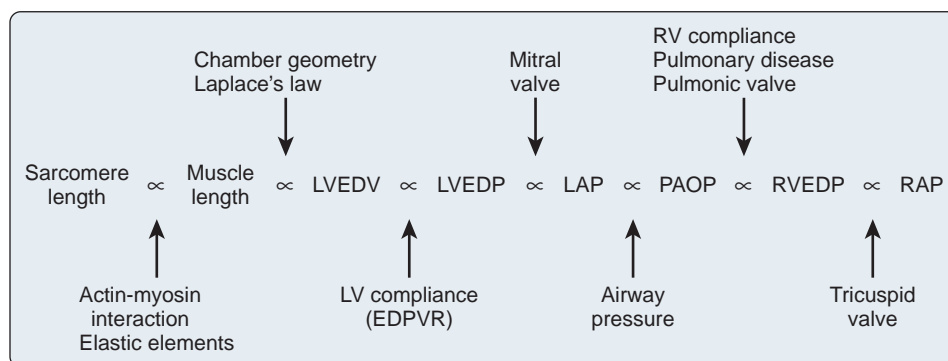 Chamber geometry
Laplace's law
Mitral
valve
RV compliance
Pulmonary disease
Pulmonic valve
Sarcomere
length
∝
Muscle
length
∝ LVEDV ∝ LVEDP ∝ LAP ∝ PAOP ∝ RVEDP ∝ RAP
Actin-myosin
interaction
Elastic elements
LV compliance
(EDPVR)
Airway
pressure
Tricuspid
valve